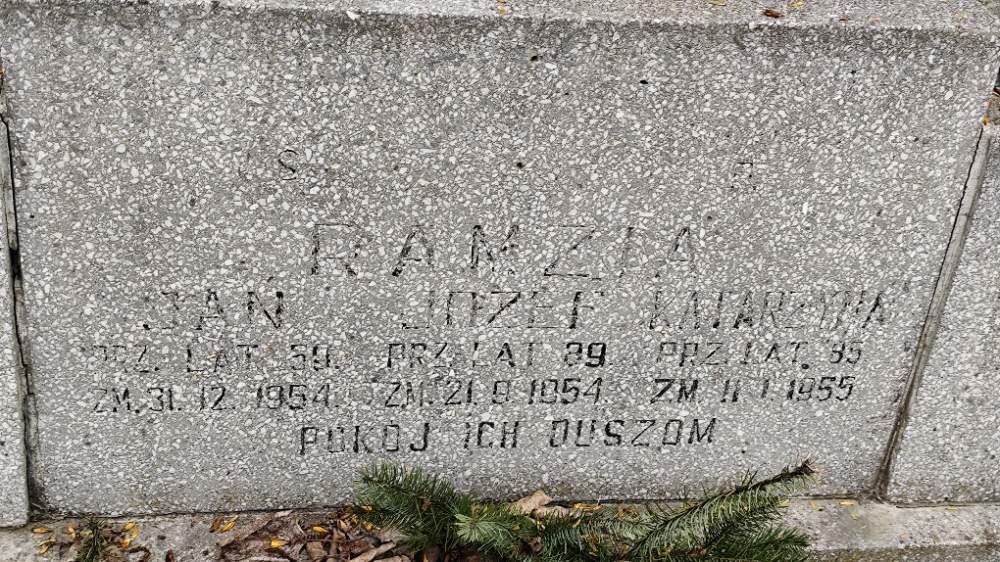 Ś P
RAMZIA
JAN JÓZEF KATARZYNA
PRZ. LAT 59. PRZ. LAT 89 PRZ. LAT. 85
ZM. 31. 12. 1954. ZM. 21. 9 1954. ZM 11. 1 1955
POKÓJ ICH DUSZOM